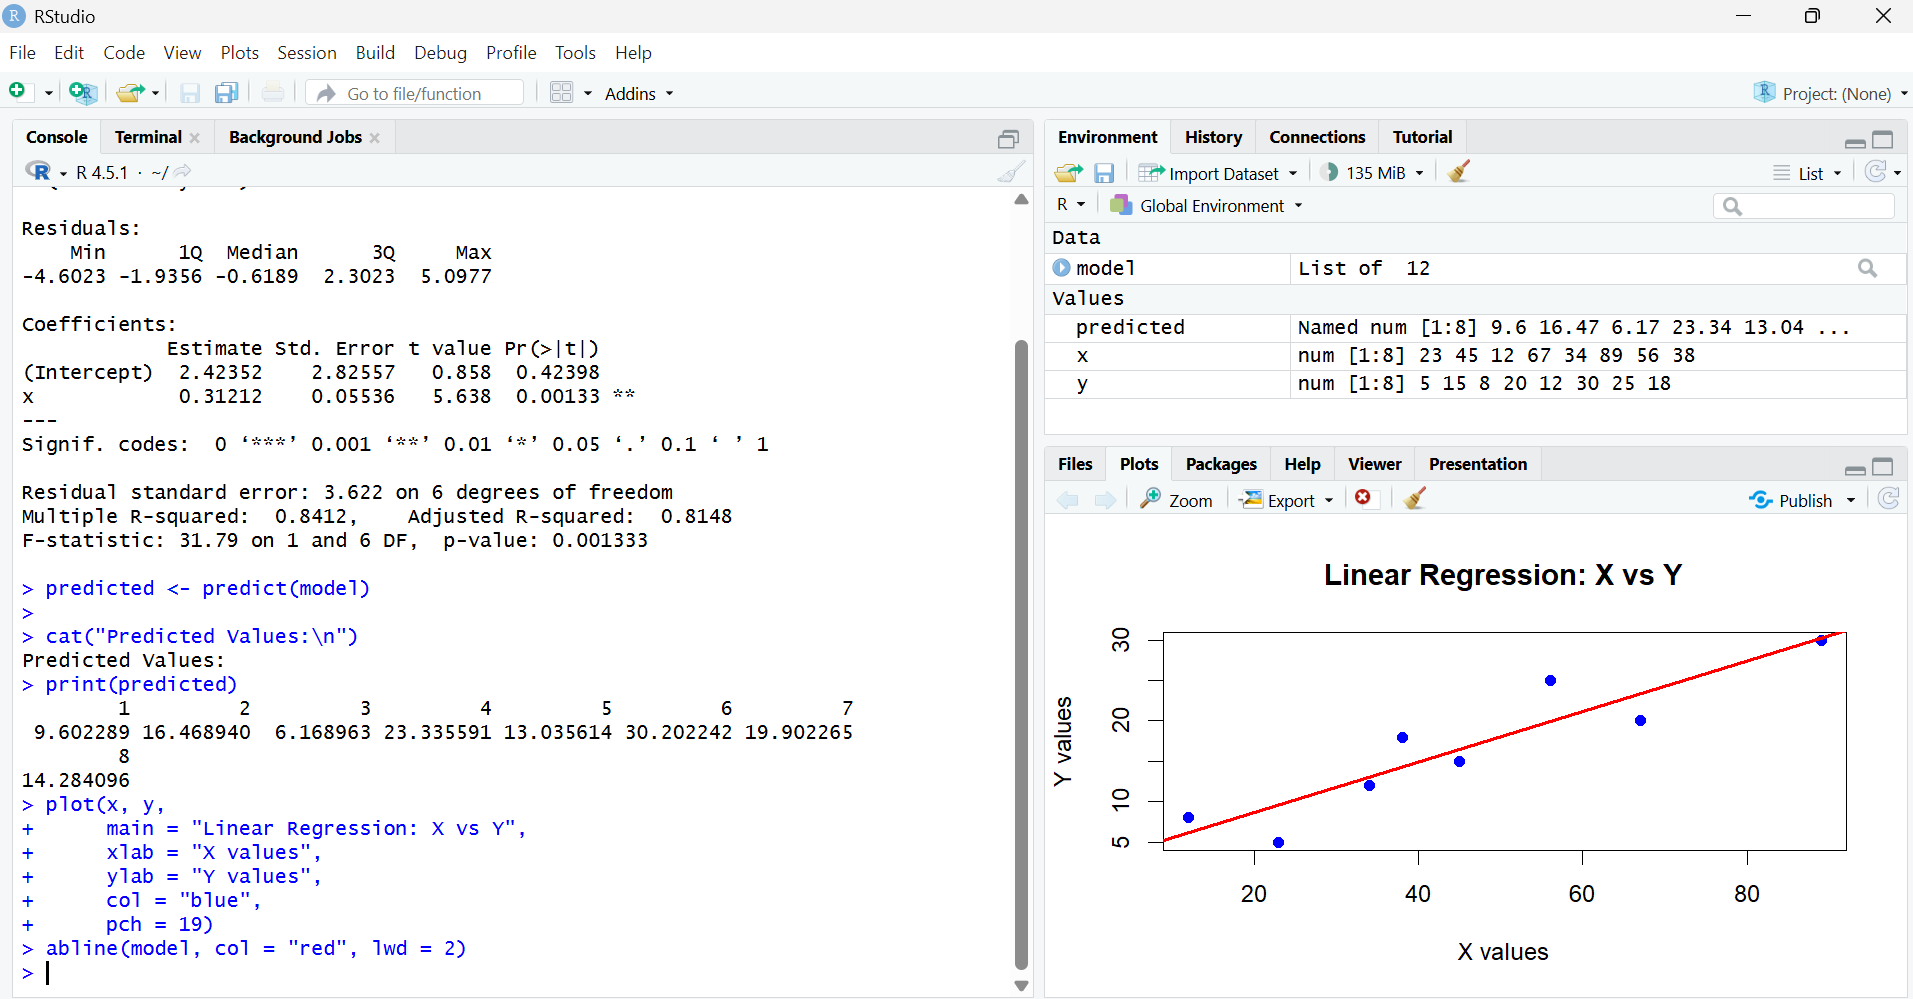 RStudio
File Edit Code View Plots Session Build Debug Profile Tools Help
Go to file/function Addins Project: (None)
Console Terminal Background Jobs
R 4.5.1 · ~/
Residuals:
    Min      1Q  Median      3Q     Max
-4.6023 -1.9356 -0.6189  2.3023  5.0977
Coefficients:
            Estimate Std. Error t value Pr(>|t|)
(Intercept)  2.42352    2.82557   0.858  0.42398
x            0.31212    0.05536   5.638  0.00133 **
---
Signif. codes:  0 ‘***’ 0.001 ‘**’ 0.01 ‘*’ 0.05 ‘.’ 0.1 ‘ ’ 1
Residual standard error: 3.622 on 6 degrees of freedom
Multiple R-squared:  0.8412,    Adjusted R-squared:  0.8148
F-statistic: 31.79 on 1 and 6 DF,  p-value: 0.001333
> predicted <- predict(model)
>
> cat("Predicted Values:\n")
Predicted Values:
> print(predicted)
        1         2         3         4         5         6         7
 9.602289 16.468940  6.168963 23.335591 13.035614 30.202242 19.902265
        8
14.284096
> plot(x, y,
+      main = "Linear Regression: X vs Y",
+      xlab = "X values",
+      ylab = "Y values",
+      col = "blue",
+      pch = 19)
> abline(model, col = "red", lwd = 2)
>
Environment History Connections Tutorial
Import Dataset 135 MiB List
R Global Environment
Data
model List of  12
Values
predicted Named num [1:8] 9.6 16.47 6.17 23.34 13.04 ...
x num [1:8] 23 45 12 67 34 89 56 38
y num [1:8] 5 15 8 20 12 30 25 18
Files Plots Packages Help Viewer Presentation
Zoom Export Publish
Linear Regression: X vs Y
Y values
30
20
10
5
20 40 60 80
X values